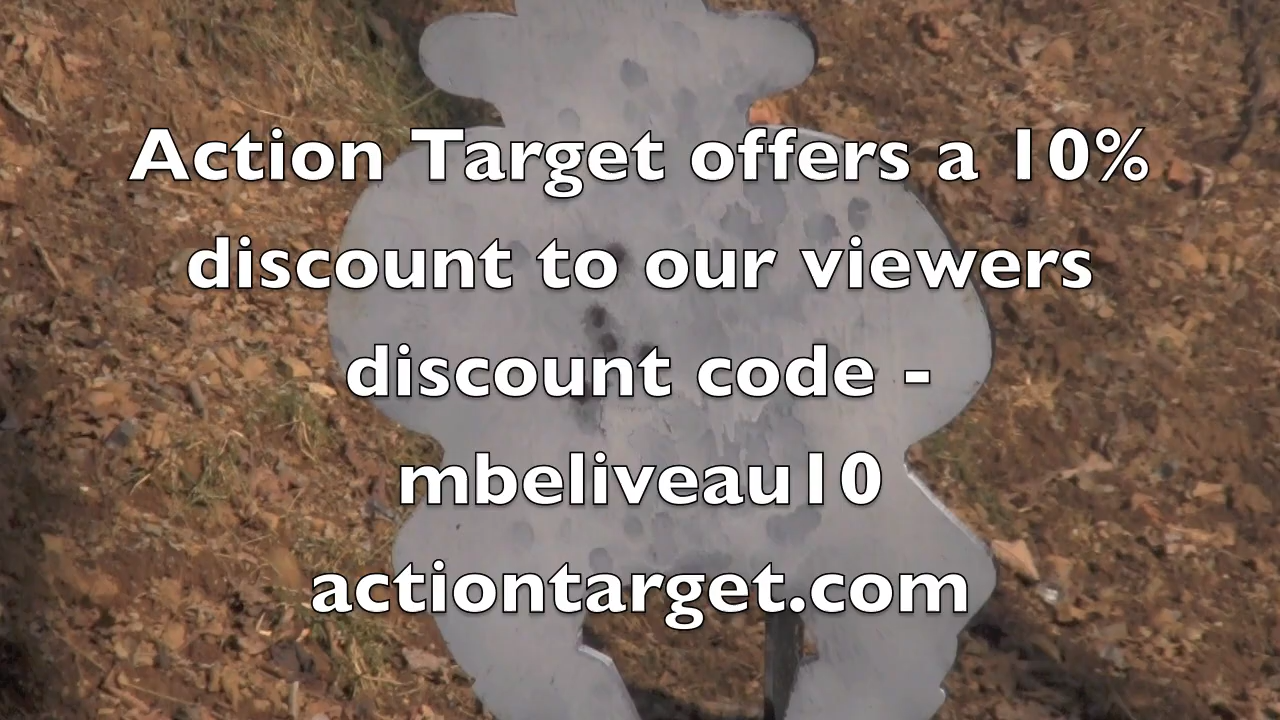 Action Target offers a 10%
discount to our viewers
discount code -
mbeliveau10
actiontarget.com